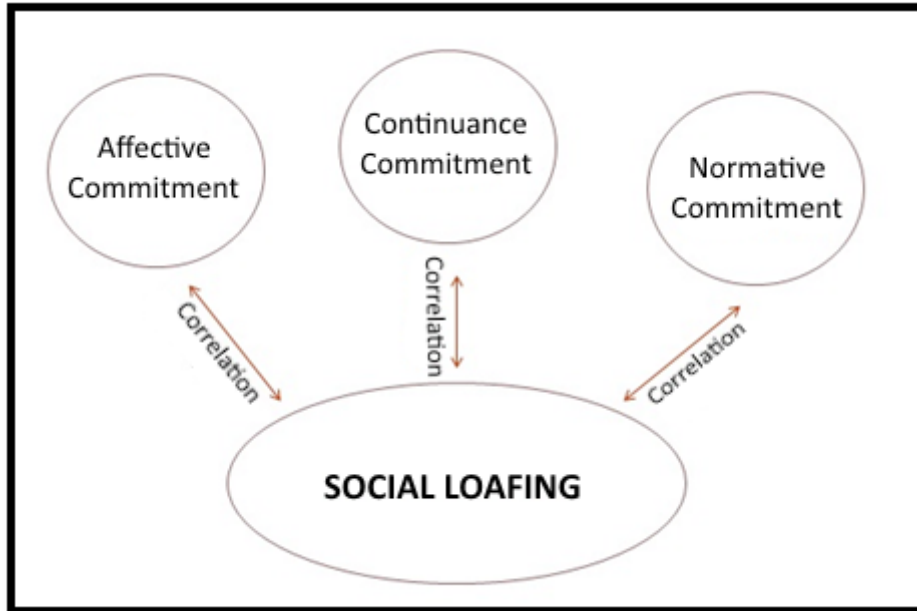 Affective
Commitment
Continuance
Commitment
Normative
Commitment
Correlation
Correlation
Correlation
SOCIAL LOAFING